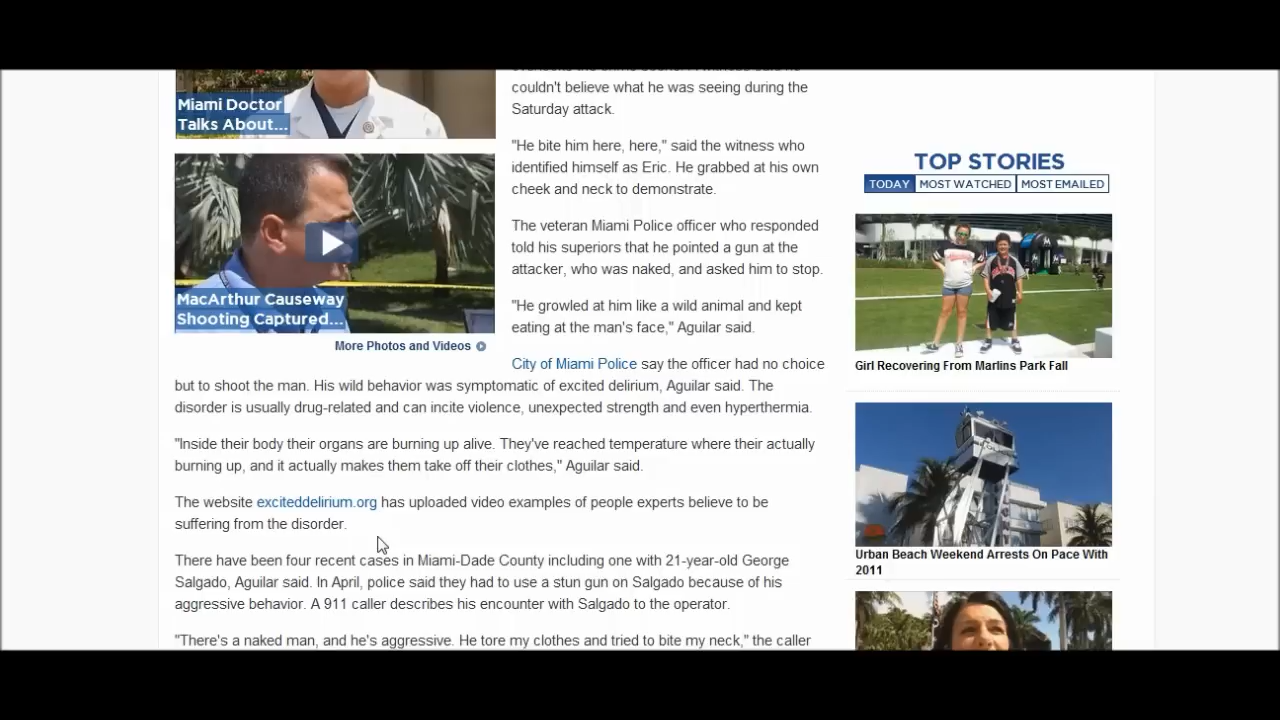 Miami Doctor
Talks About...
MacArthur Causeway
Shooting Captured...
More Photos and Videos
couldn't believe what he was seeing during the
Saturday attack.
"He bite him here, here," said the witness who
identified himself as Eric. He grabbed at his own
cheek and neck to demonstrate.
The veteran Miami Police officer who responded
told his superiors that he pointed a gun at the
attacker, who was naked, and asked him to stop.
"He growled at him like a wild animal and kept
eating at the man's face," Aguilar said.
City of Miami Police say the officer had no choice
but to shoot the man. His wild behavior was symptomatic of excited delirium, Aguilar said. The
disorder is usually drug-related and can incite violence, unexpected strength and even hyperthermia.
"Inside their body their organs are burning up alive. They've reached temperature where their actually
burning up, and it actually makes them take off their clothes," Aguilar said.
The website exciteddelirium.org has uploaded video examples of people experts believe to be
suffering from the disorder.
There have been four recent cases in Miami-Dade County including one with 21-year-old George
Salgado, Aguilar said. In April, police said they had to use a stun gun on Salgado because of his
aggressive behavior. A 911 caller describes his encounter with Salgado to the operator.
"There's a naked man, and he's aggressive. He tore my clothes and tried to bite my neck," the caller
TOP STORIES
TODAY MOST WATCHED MOST EMAILED
Girl Recovering From Marlins Park Fall
Urban Beach Weekend Arrests On Pace With
2011